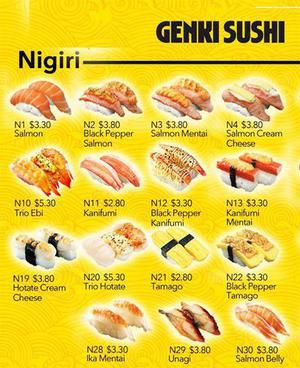 GENKI SUSHI
Nigiri
N1 $3.30
Salmon
N2 $3.80
Black Pepper
Salmon
N3 $3.80
Salmon Mentai
N4 $3.80
Salmon Cream
Cheese
N10 $5.30
Trio Ebi
N11 $2.80
Kanifumi
N12 $3.30
Black Pepper
Kanifumi
N13 $3.30
Kanifumi
Mentai
N19 $3.80
Hotate Cream
Cheese
N20 $5.30
Trio Hotate
N21 $2.80
Tamago
N22 $3.30
Black Pepper
Tamago
N28 $3.30
Ika Mentai
N29 $3.80
Unagi
N30 $3.80
Salmon Belly